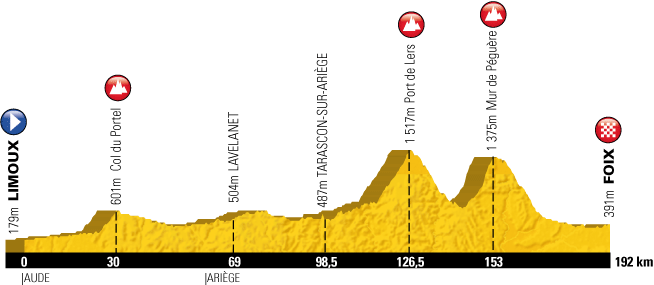 179m LIMOUX
601m Col du Portel
504m LAVELANET
487m TARASCON-SUR-ARIÈGE
1 517m Port de Lers
1 375m Mur de Péguère
391m FOIX
0 30 69 98,5 126,5 153 192 km
|AUDE |ARIÈGE